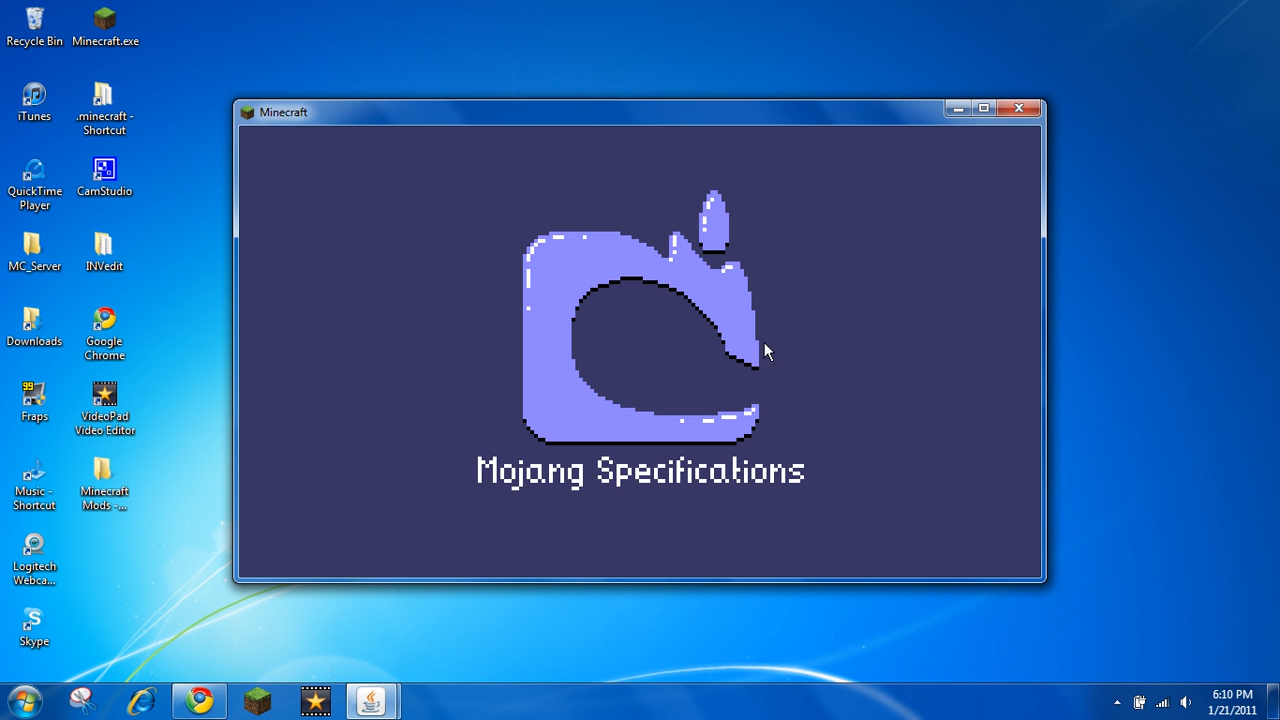 Recycle Bin
Minecraft.exe
iTunes
.minecraft -
Shortcut
QuickTime
Player
CamStudio
MC_Server
INVedit
Downloads
Google
Chrome
99
Fraps
VideoPad
Video Editor
Music -
Shortcut
Minecraft
Mods -...
Logitech
Webca...
Skype
Minecraft
Mojang Specifications
6:10 PM
1/21/2011